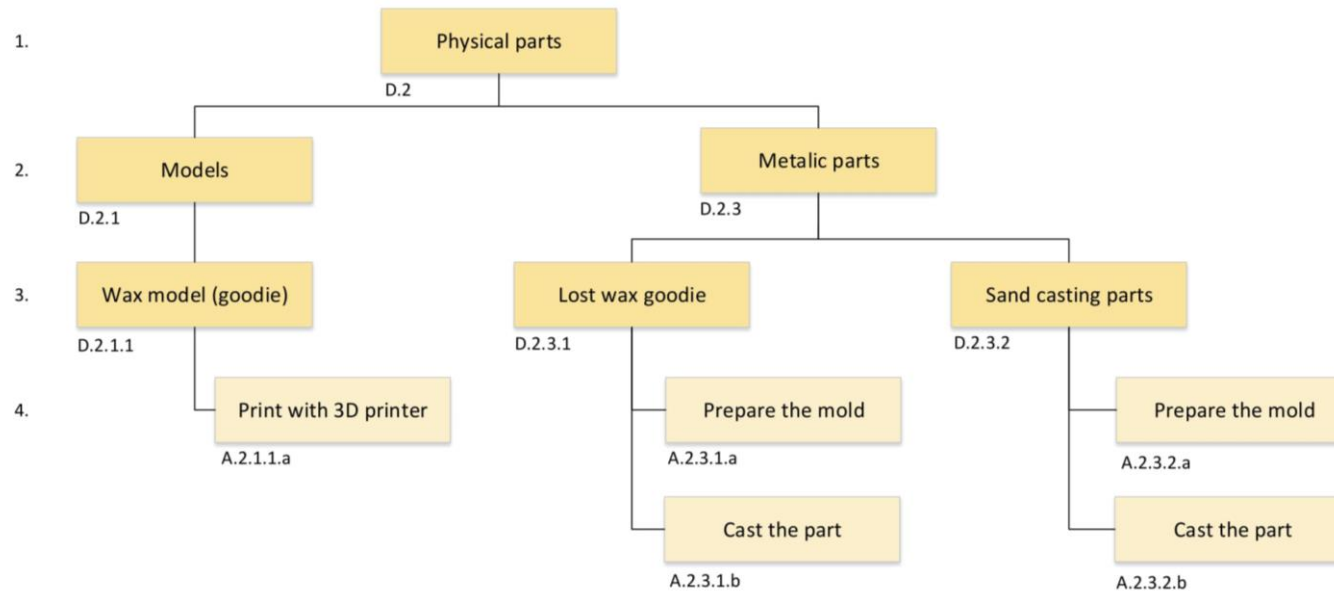 1.
Physical parts
D.2
2.
Models
Metalic parts
D.2.1
D.2.3
3.
Wax model (goodie)
Lost wax goodie
Sand casting parts
D.2.1.1
D.2.3.1
D.2.3.2
4.
Print with 3D printer
Prepare the mold
Prepare the mold
A.2.1.1.a
A.2.3.1.a
A.2.3.2.a
Cast the part
Cast the part
A.2.3.1.b
A.2.3.2.b